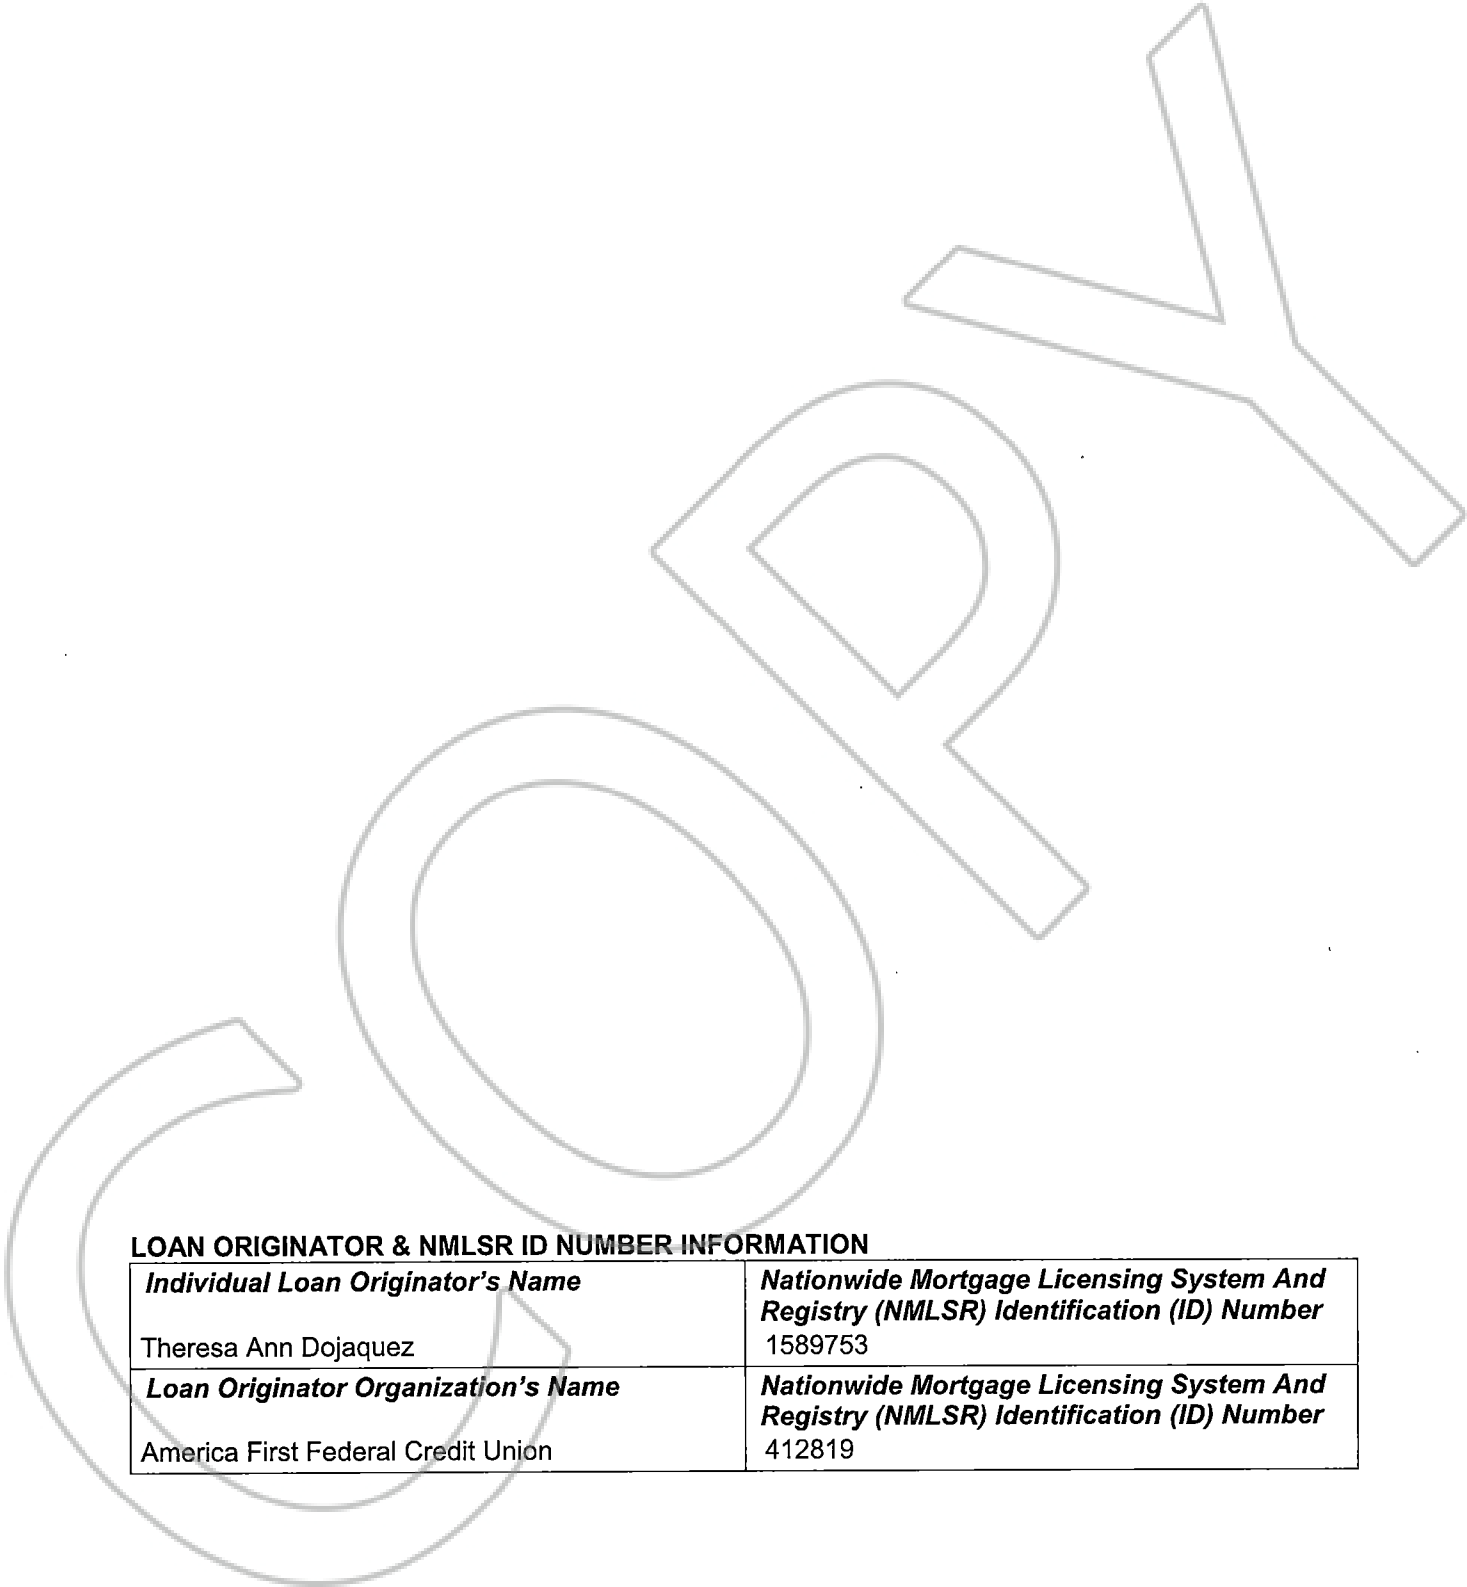 COPY
LOAN ORIGINATOR & NMLSR ID NUMBER INFORMATION
Individual Loan Originator's Name
Theresa Ann Dojaquez
Nationwide Mortgage Licensing System And
Registry (NMLSR) Identification (ID) Number
1589753
Loan Originator Organization's Name
America First Federal Credit Union
Nationwide Mortgage Licensing System And
Registry (NMLSR) Identification (ID) Number
412819